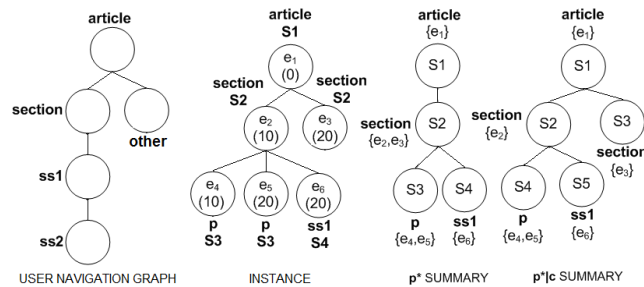 article
section
other
ss1
ss2
USER NAVIGATION GRAPH
article
S1
e1
(0)
section
S2
section
S2
e2
(10)
e3
(20)
e4
(10)
e5
(20)
e6
(20)
p
S3
p
S3
ss1
S4
INSTANCE
article
{e1}
S1
section
{e2,e3}
S2
S3
S4
p
{e4,e5}
ss1
{e6}
p* SUMMARY
article
{e1}
S1
section
{e2}
S2
S3
section
{e3}
S4
S5
p
{e4,e5}
ss1
{e6}
p*|c SUMMARY